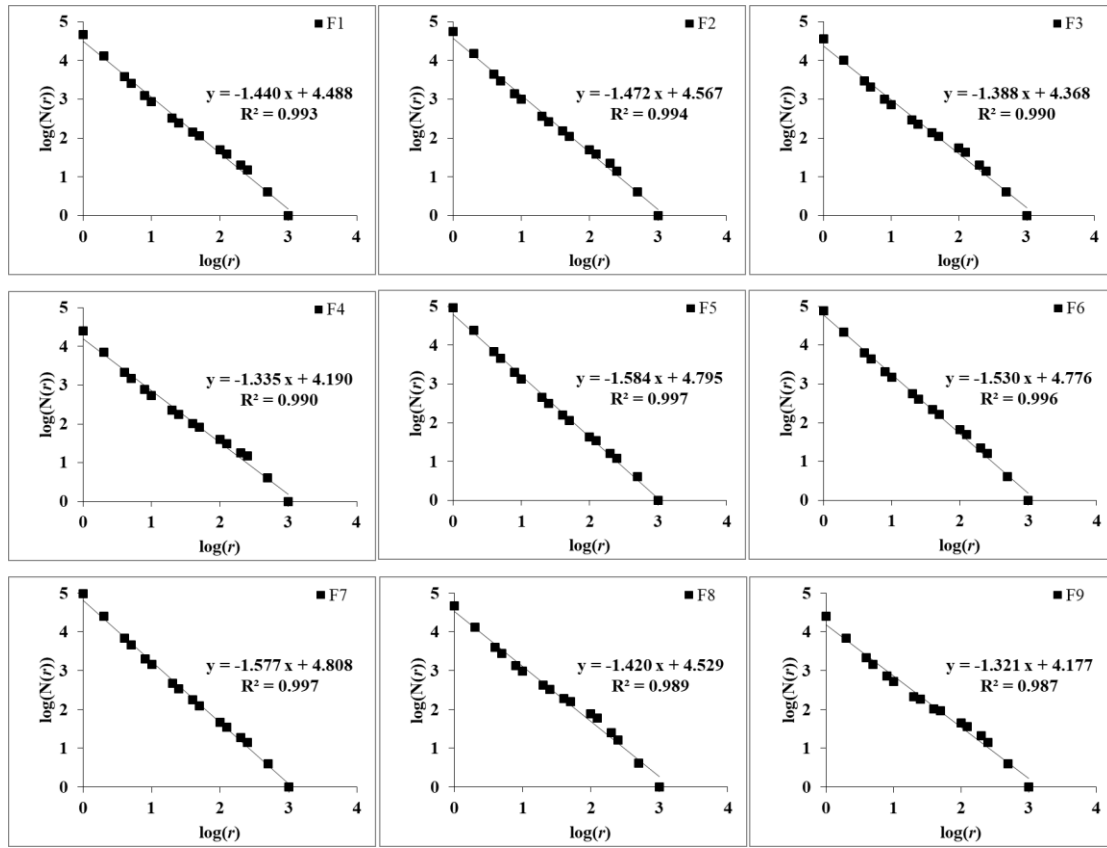 F1
5
4
3
2
1
0
log(N(r))
y = -1.440 x + 4.488
R² = 0.993
0 1 2 3 4
log(r)
F2
5
4
3
2
1
0
log(N(r))
y = -1.472 x + 4.567
R² = 0.994
0 1 2 3 4
log(r)
F3
5
4
3
2
1
0
log(N(r))
y = -1.388 x + 4.368
R² = 0.990
0 1 2 3 4
log(r)
F4
5
4
3
2
1
0
log(N(r))
y = -1.335 x + 4.190
R² = 0.990
0 1 2 3 4
log(r)
F5
5
4
3
2
1
0
log(N(r))
y = -1.584 x + 4.795
R² = 0.997
0 1 2 3 4
log(r)
F6
5
4
3
2
1
0
log(N(r))
y = -1.530 x + 4.776
R² = 0.996
0 1 2 3 4
log(r)
F7
5
4
3
2
1
0
log(N(r))
y = -1.577 x + 4.808
R² = 0.997
0 1 2 3 4
log(r)
F8
5
4
3
2
1
0
log(N(r))
y = -1.420 x + 4.529
R² = 0.989
0 1 2 3 4
log(r)
F9
5
4
3
2
1
0
log(N(r))
y = -1.321 x + 4.177
R² = 0.987
0 1 2 3 4
log(r)